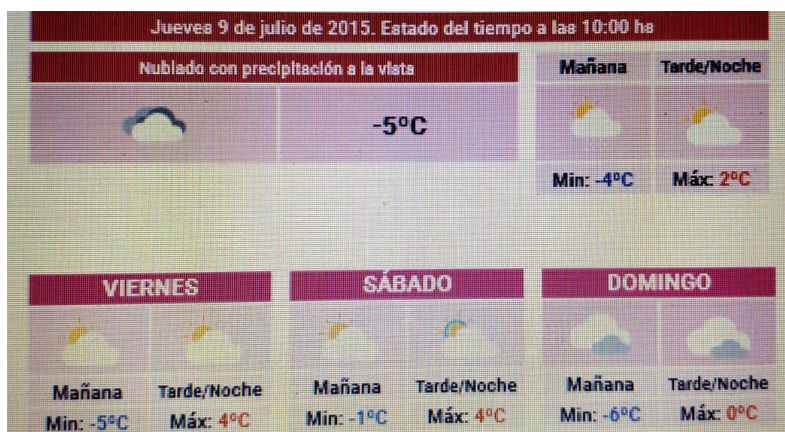 Jueves 9 de julio de 2015. Estado del tiempo a las 10:00 hs
Nublado con precipitación a la vista
-5ºC
Mañana Tarde/Noche
Min: -4ºC Máx: 2ºC
VIERNES SÁBADO DOMINGO
Mañana Tarde/Noche Mañana Tarde/Noche Mañana Tarde/Noche
Min: -5ºC Máx: 4ºC Min: -1ºC Máx: 4ºC Min: -6ºC Máx: 0ºC